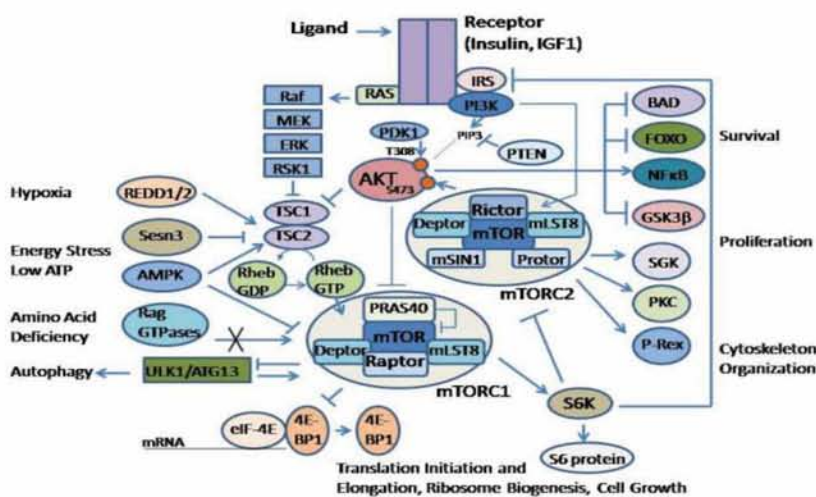 Ligand
Receptor
(Insulin, IGF1)
IRS
RAS
PI3K
Raf
MEK
ERK
RSK1
PDK1
T308
PIP3
PTEN
AKT
S473
BAD
FOXO
NFκB
GSK3β
Survival
Proliferation
Hypoxia
REDD1/2
TSC1
TSC2
Sesn3
Energy Stress
Low ATP
AMPK
Rheb
GDP
Rheb
GTP
Rictor
Deptor
mTOR
mLST8
mSIN1
Protor
mTORC2
SGK
PKC
P-Rex
Amino Acid
Deficiency
Rag
GTPases
PRAS40
mTOR
Deptor
mLST8
Raptor
mTORC1
Cytoskeleton
Organization
Autophagy
ULK1/ATG13
S6K
S6 protein
eIF-4E
4E-
BP1
4E-
BP1
mRNA
Translation Initiation and
Elongation, Ribosome Biogenesis, Cell Growth